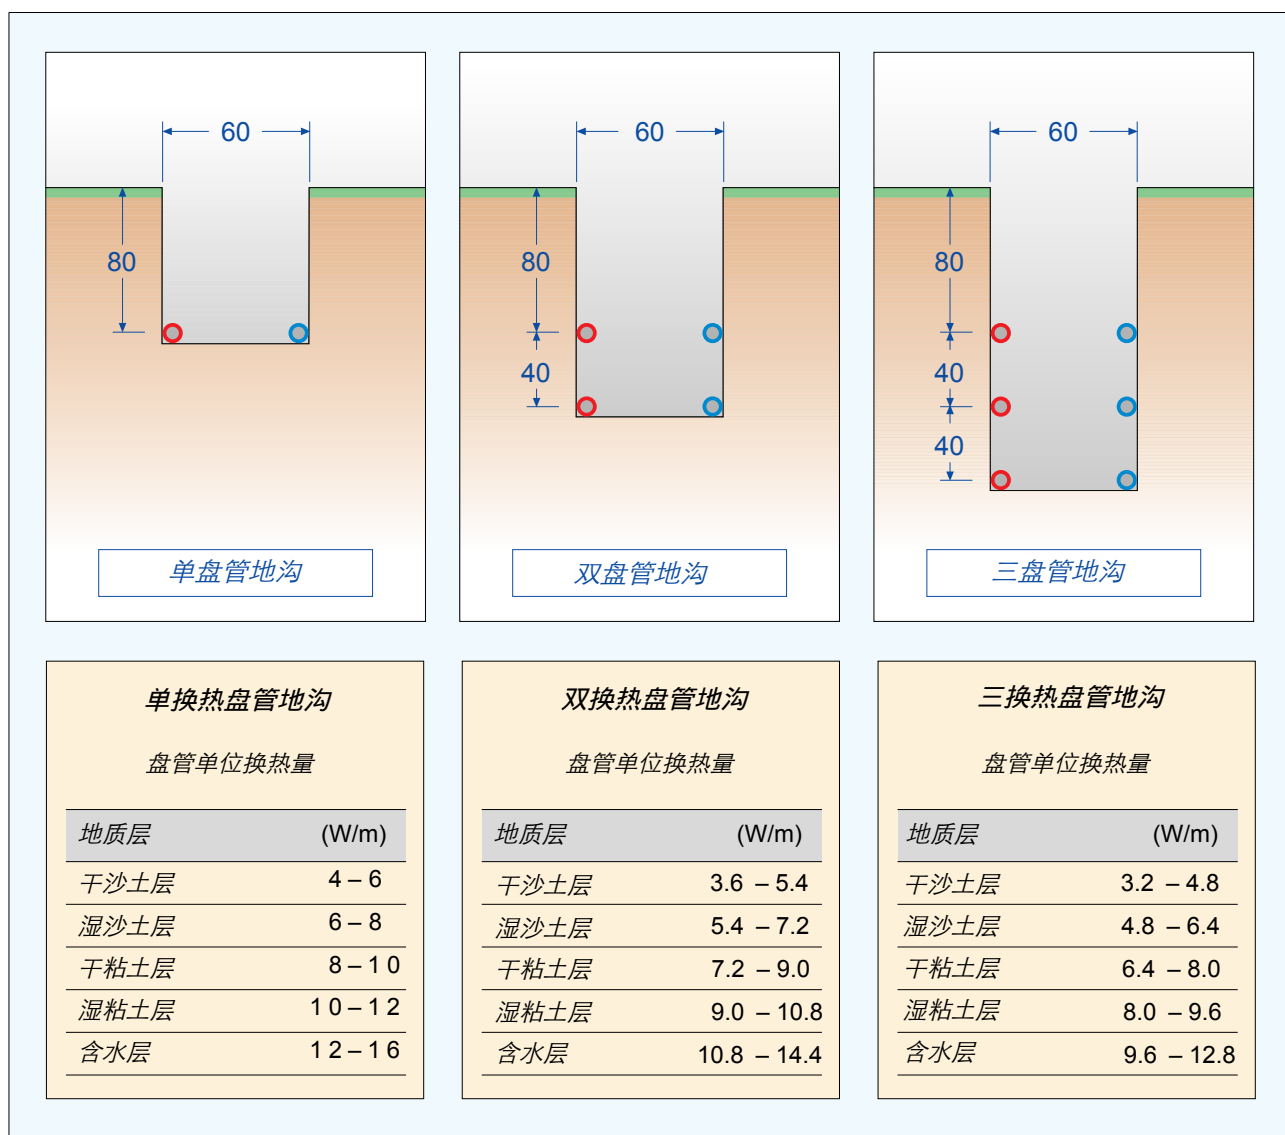 60
80
单盘管地沟
60
80
40
双盘管地沟
60
80
40
40
三盘管地沟
单换热盘管地沟
盘管单位换热量
地质层 (W/m)
干沙土层 4 – 6
湿沙土层 6 – 8
干粘土层 8 – 10
湿粘土层 10 – 12
含水层 12 – 16
双换热盘管地沟
盘管单位换热量
地质层 (W/m)
干沙土层 3.6 – 5.4
湿沙土层 5.4 – 7.2
干粘土层 7.2 – 9.0
湿粘土层 9.0 – 10.8
含水层 10.8 – 14.4
三换热盘管地沟
盘管单位换热量
地质层 (W/m)
干沙土层 3.2 – 4.8
湿沙土层 4.8 – 6.4
干粘土层 6.4 – 8.0
湿粘土层 8.0 – 9.6
含水层 9.6 – 12.8